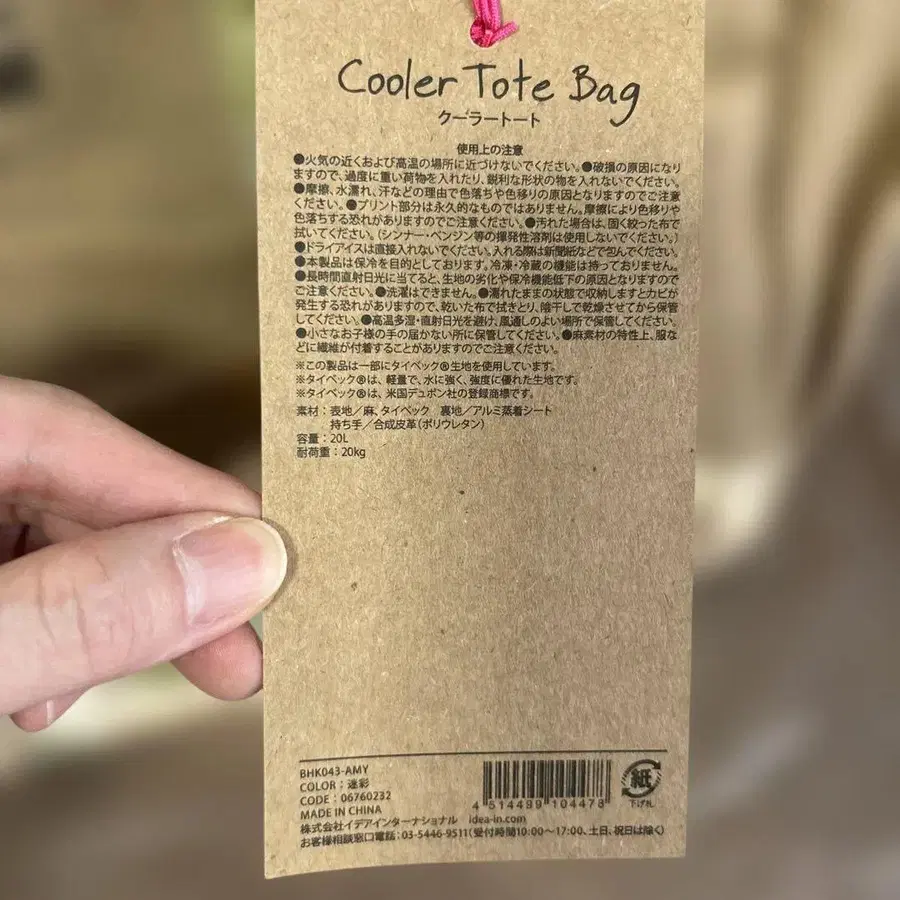 Cooler Tote Bag
クーラートート
使用上の注意
●火気の近くおよび高温の場所に近づけないでください。●破損の原因になり
ますので、過度に重い荷物を入れたり、鋭利な形状の物を入れないでください。
●摩擦、水濡れ、汗などの理由で色落ちや色移りの原因となりますのでご注意
ください。●プリント部分は永久的なものではありません。摩擦により色移りや
色落ちする恐れがありますのでご注意ください。●汚れた場合は、固く絞った布で
拭いてください。（シンナー・ベンジン等の揮発性溶剤は使用しないでください。）
●ドライアイスは直接入れないでください。入れる際は新聞紙などで包んでください。
●本製品は保冷を目的としております。冷凍・冷蔵の機能は持っておりません。
●長時間直射日光に当てると、生地の劣化や保冷機能低下の原因となりますので
ご注意ください。●洗濯はできません。●濡れたままの状態で収納しますとカビが
発生する恐れがありますので、乾いた布で拭きとり、陰干しで乾燥させてから保管
してください。●高温多湿・直射日光を避け、風通しのよい場所で保管してください。
●小さなお子様の手の届かない所に保管してください。●麻素材の特性上、服な
どに繊維が付着することがありますのでご注意ください。
※この製品は一部にタイベック®生地を使用しています。
※タイベック®は、軽量で、水に強く、強度に優れた生地です。
※タイベック®は、米国デュポン社の登録商標です。
素材：表地／麻、タイベック 裏地／アルミ蒸着シート
持ち手／合成皮革（ポリウレタン）
容量：20L
耐荷重：20kg
BHK043-AMY
COLOR：迷彩
CODE：06760232
MADE IN CHINA
4 514499 104478
紙
下げ札
株式会社イデアインターナショナル idea-in.com
お客様相談窓口電話：03-5446-9511（受付時間10:00〜17:00、土日、祝日は除く）